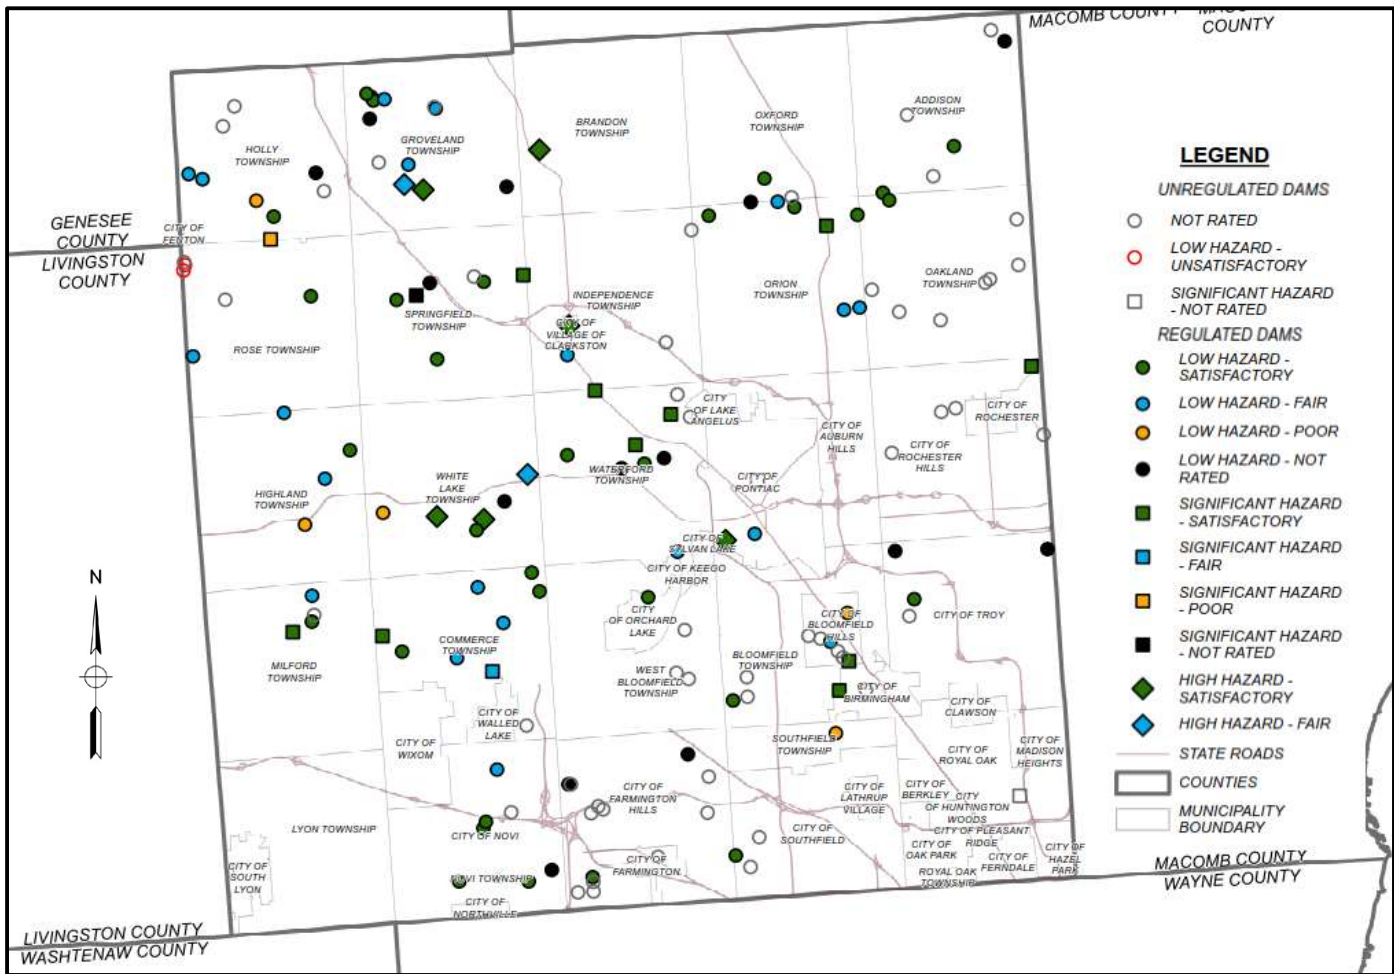 MACOMB COUNTY
COUNTY
ADDISON
TOWNSHIP
OXFORD
TOWNSHIP
BRANDON
TOWNSHIP
GROVELAND
TOWNSHIP
HOLLY
TOWNSHIP
GENESEE
COUNTY
LIVINGSTON
COUNTY
CITY OF
FENTON
OAKLAND
TOWNSHIP
ORION
TOWNSHIP
INDEPENDENCE
TOWNSHIP
SPRINGFIELD
TOWNSHIP
CITY OF
VILLAGE OF
CLARKSTON
ROSE TOWNSHIP
CITY
OF LAKE
ANGELUS
CITY OF
ROCHESTER
CITY OF
AUBURN
HILLS
CITY OF
ROCHESTER
HILLS
WATERFORD
TOWNSHIP
CITY OF
PONTIAC
WHITE
LAKE
TOWNSHIP
HIGHLAND
TOWNSHIP
CITY OF
SYLVAN LAKE
CITY OF KEEGO
HARBOR
CITY
OF ORCHARD
LAKE
CITY OF
BLOOMFIELD
HILLS
CITY OF TROY
COMMERCE
TOWNSHIP
MILFORD
TOWNSHIP
WEST
BLOOMFIELD
TOWNSHIP
BLOOMFIELD
TOWNSHIP
CITY OF
BIRMINGHAM
CITY OF
CLAWSON
CITY OF
WALLED
LAKE
CITY OF
WIXOM
SOUTHFIELD
TOWNSHIP
CITY OF
ROYAL OAK
CITY OF
MADISON
HEIGHTS
CITY OF
FARMINGTON
HILLS
CITY OF
LATHRUP
VILLAGE
CITY OF
BERKLEY
CITY
OF HUNTINGTON
WOODS
CITY OF PLEASANT
RIDGE
LYON TOWNSHIP
CITY OF NOVI
CITY OF
SOUTHFIELD
CITY OF
OAK PARK
CITY OF
FERNDALE
CITY OF
HAZEL
PARK
ROYAL OAK
TOWNSHIP
CITY OF
FARMINGTON
CITY OF
SOUTH
LYON
NOVI TOWNSHIP
CITY OF
NORTHVILLE
MACOMB COUNTY
WAYNE COUNTY
LIVINGSTON COUNTY
WASHTENAW COUNTY
N
LEGEND
UNREGULATED DAMS
NOT RATED
LOW HAZARD -
UNSATISFACTORY
SIGNIFICANT HAZARD
- NOT RATED
REGULATED DAMS
LOW HAZARD -
SATISFACTORY
LOW HAZARD - FAIR
LOW HAZARD - POOR
LOW HAZARD - NOT
RATED
SIGNIFICANT HAZARD
- SATISFACTORY
SIGNIFICANT HAZARD
- FAIR
SIGNIFICANT HAZARD
- POOR
SIGNIFICANT HAZARD
- NOT RATED
HIGH HAZARD -
SATISFACTORY
HIGH HAZARD - FAIR
STATE ROADS
COUNTIES
MUNICIPALITY
BOUNDARY